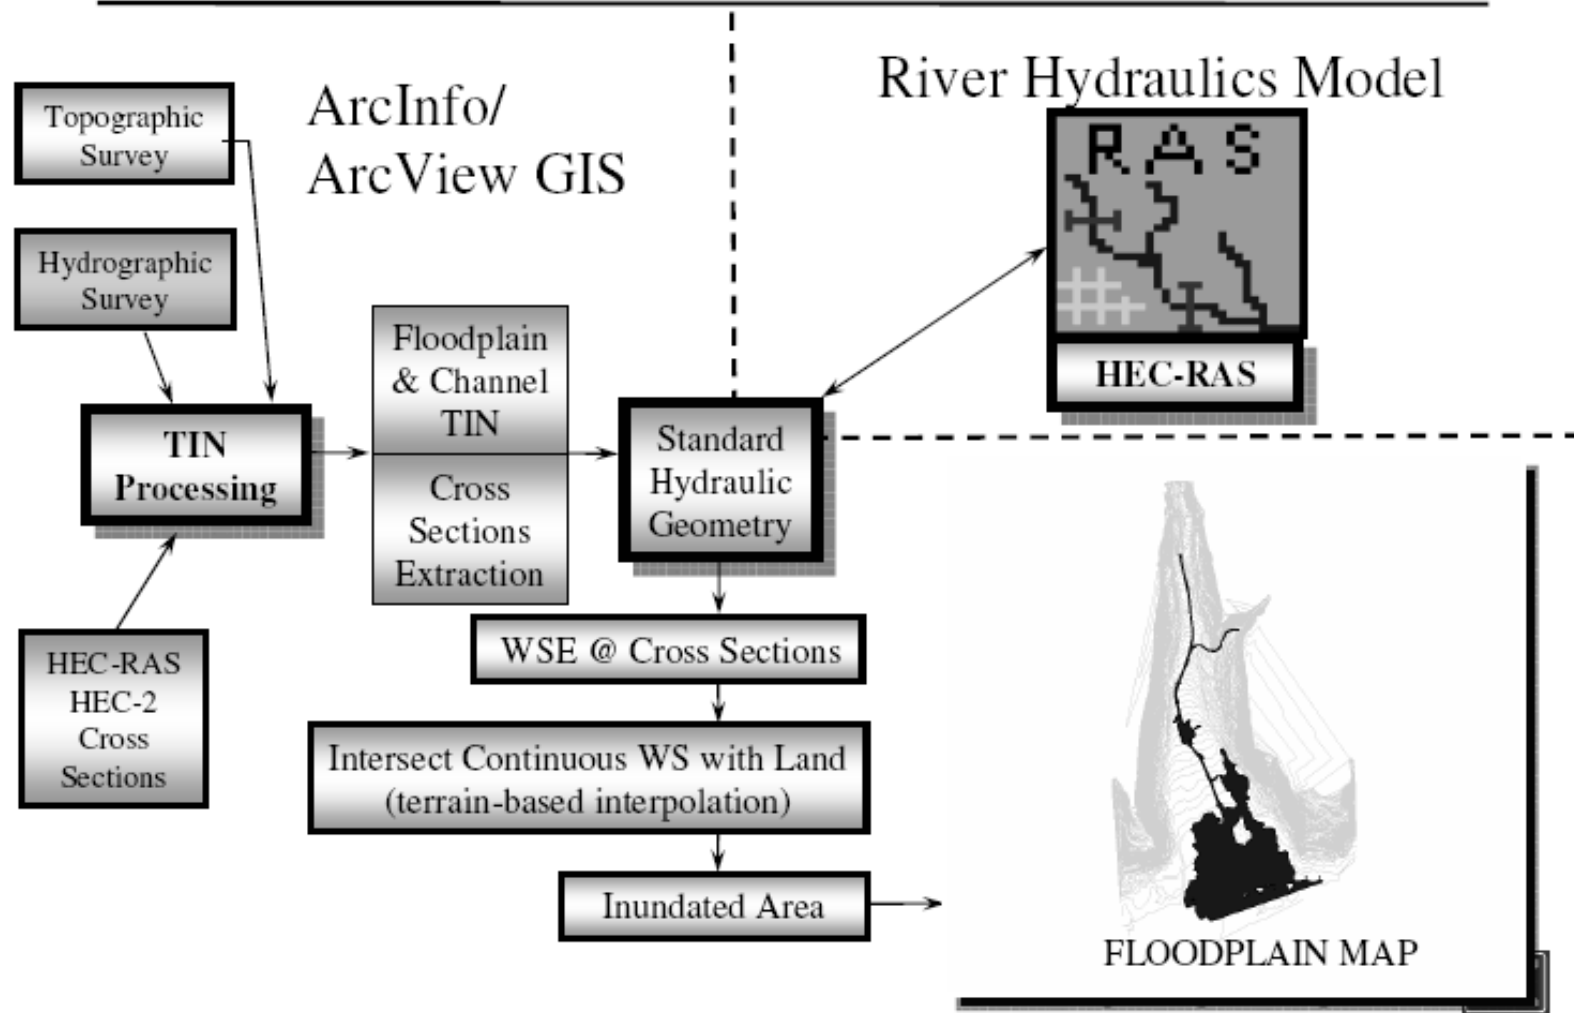 Topographic
Survey
ArcInfo/
ArcView GIS
River Hydraulics Model
RAS
HEC-RAS
Hydrographic
Survey
Floodplain
& Channel
TIN
Cross
Sections
Extraction
TIN
Processing
Standard
Hydraulic
Geometry
HEC-RAS
HEC-2
Cross
Sections
WSE @ Cross Sections
Intersect Continuous WS with Land
(terrain-based interpolation)
Inundated Area
FLOODPLAIN MAP